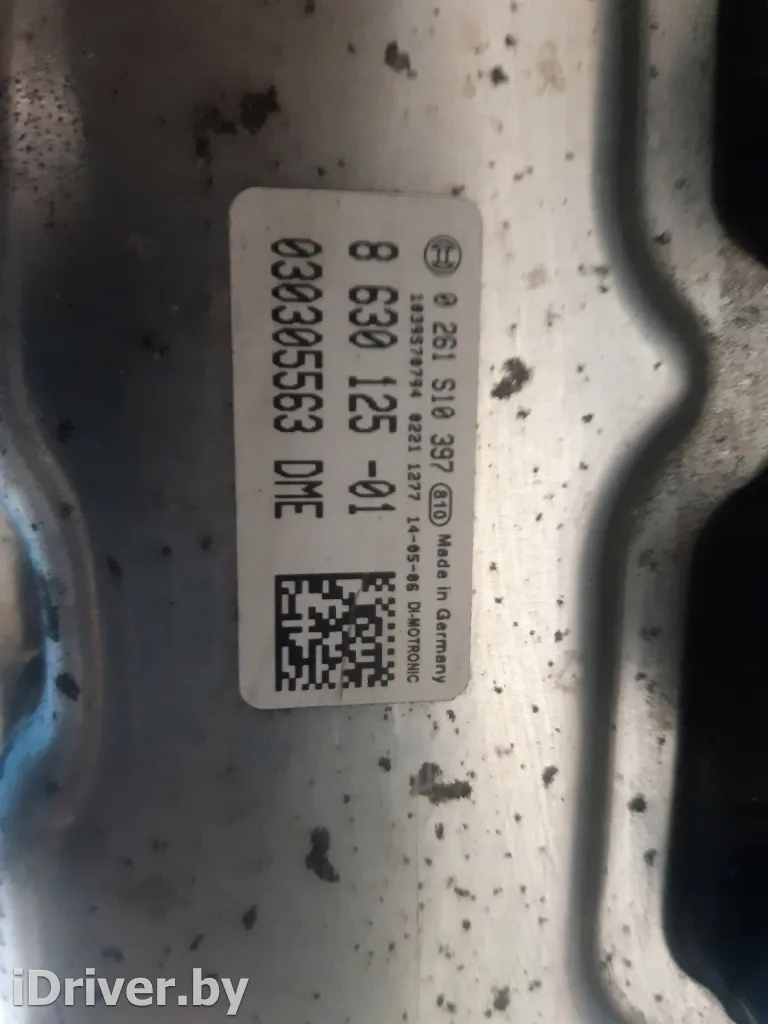 0 261 S10 397 810 Made in Germany
1039S70794 0221 1277 14-05-06 DI-MOTRONIC
8 630 125 -01
030305563 DME
iDriver.by